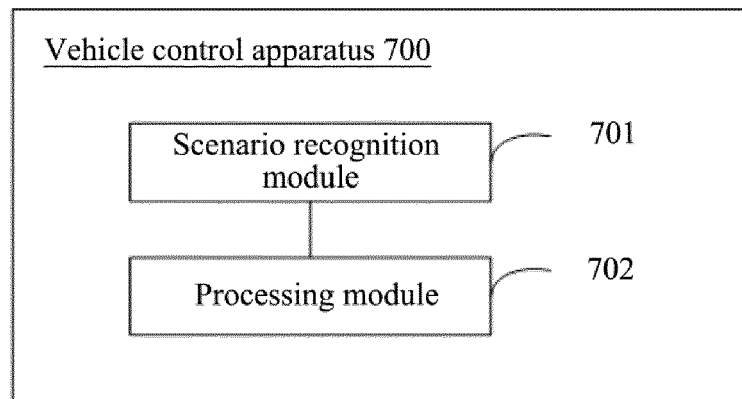 Vehicle control apparatus 700
Scenario recognition
module
701
Processing module
702